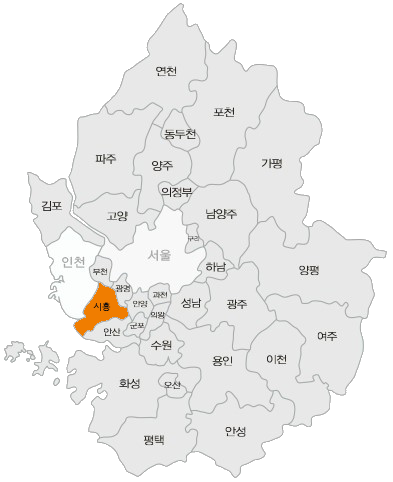 연천
포천
동두천
파주
양주
가평
의정부
김포
고양
남양주
구리
서울
인천
하남
양평
부천
광명
과천
시흥
안양
성남
광주
의왕
안산
군포
여주
수원
용인
이천
화성
오산
평택
안성